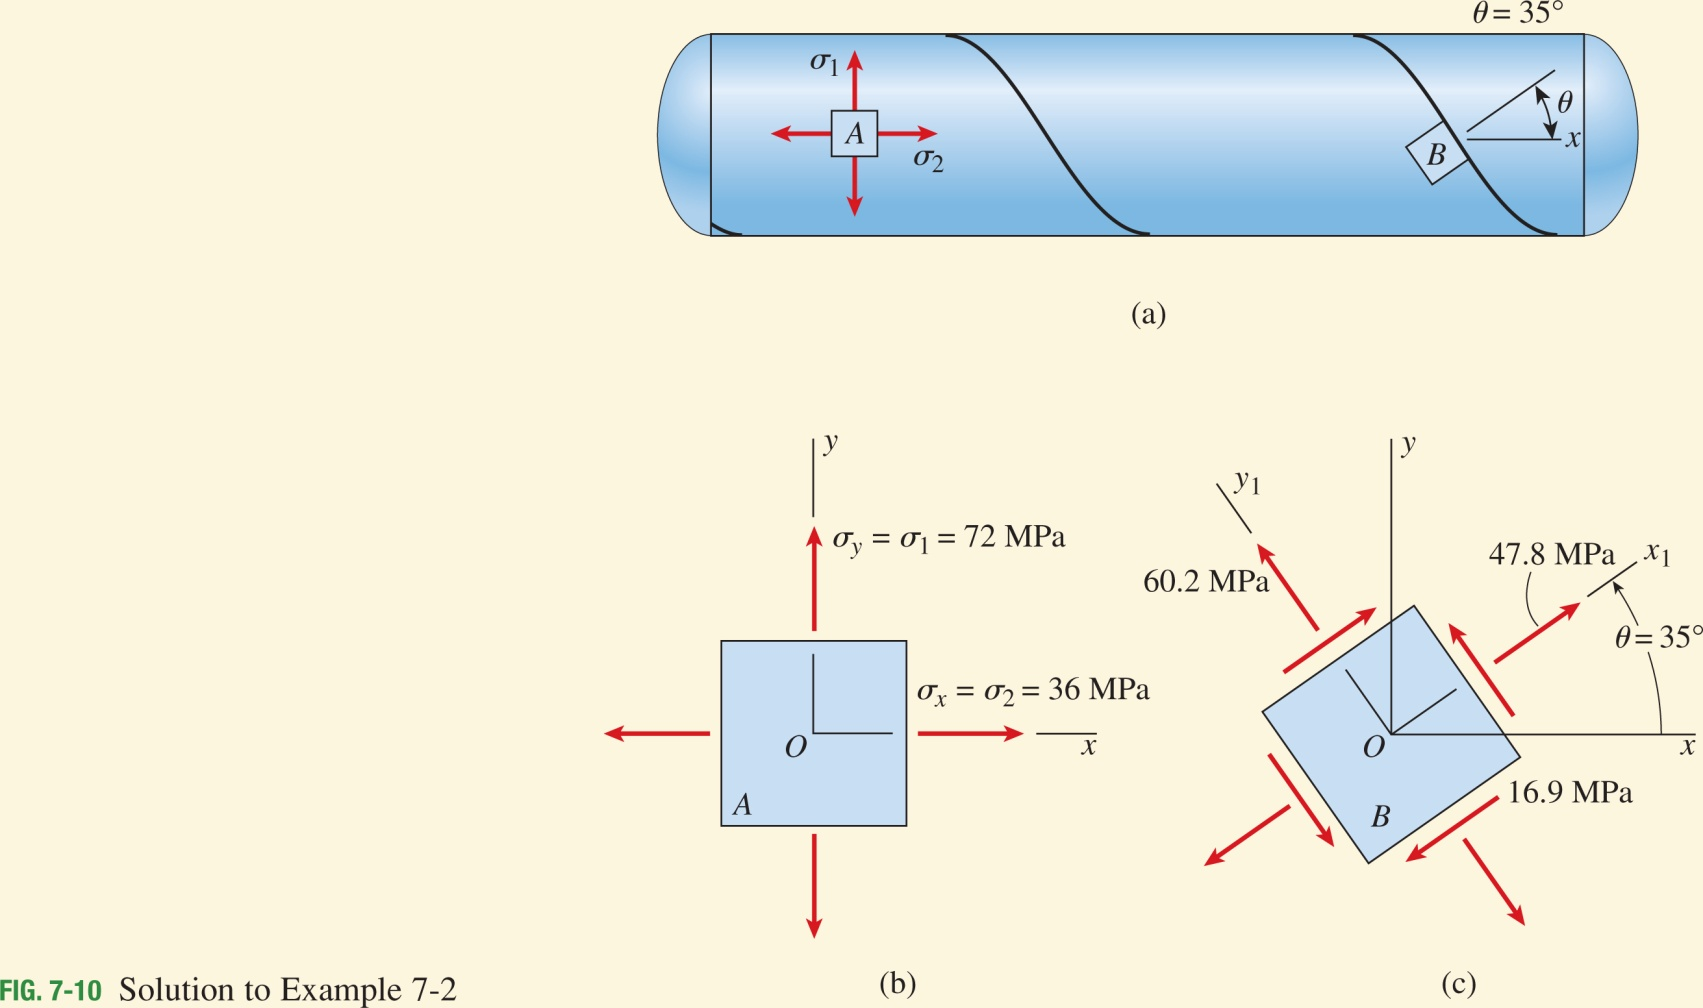 θ = 35°
σ1
A
σ2
θ
x
B
(a)
y
σy = σ1 = 72 MPa
σx = σ2 = 36 MPa
O
x
A
(b)
y
y1
47.8 MPa
x1
60.2 MPa
θ = 35°
O
x
16.9 MPa
B
(c)
FIG. 7-10 Solution to Example 7-2